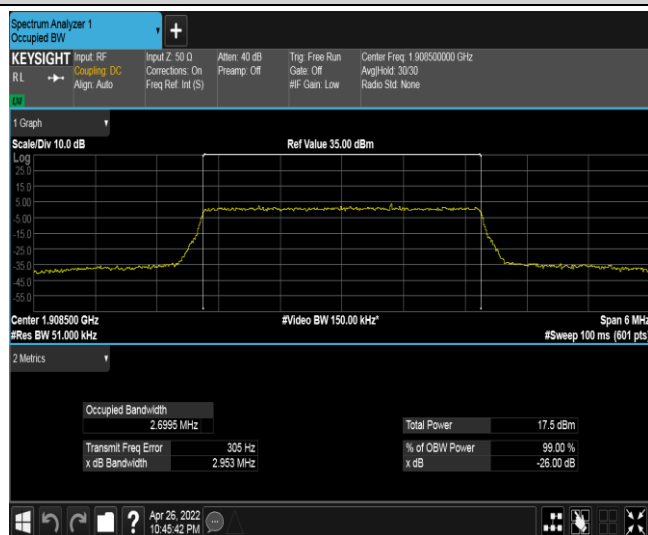 Spectrum Analyzer 1
Occupied BW
KEYSIGHT
RL
LXI
Input: RF
Coupling: DC
Align: Auto
Input Z: 50 Ω
Corrections: On
Freq Ref: Int (S)
Atten: 40 dB
Preamp: Off
Trig: Free Run
Gate: Off
#IF Gain: Low
Center Freq: 1.908500000 GHz
Avg|Hold: 30/30
Radio Std: None
1 Graph
Scale/Div 10.0 dB
Ref Value 35.00 dBm
Log
25.0
15.0
5.00
-5.00
-15.0
-25.0
-35.0
-45.0
-55.0
Center 1.908500 GHz
#Video BW 150.00 kHz*
Span 6 MHz
#Res BW 51.000 kHz
#Sweep 100 ms (601 pts)
2 Metrics
Occupied Bandwidth
2.6995 MHz
Total Power 17.5 dBm
Transmit Freq Error 305 Hz
% of OBW Power 99.00 %
x dB Bandwidth 2.953 MHz
x dB -26.00 dB
Apr 26, 2022
10:45:42 PM